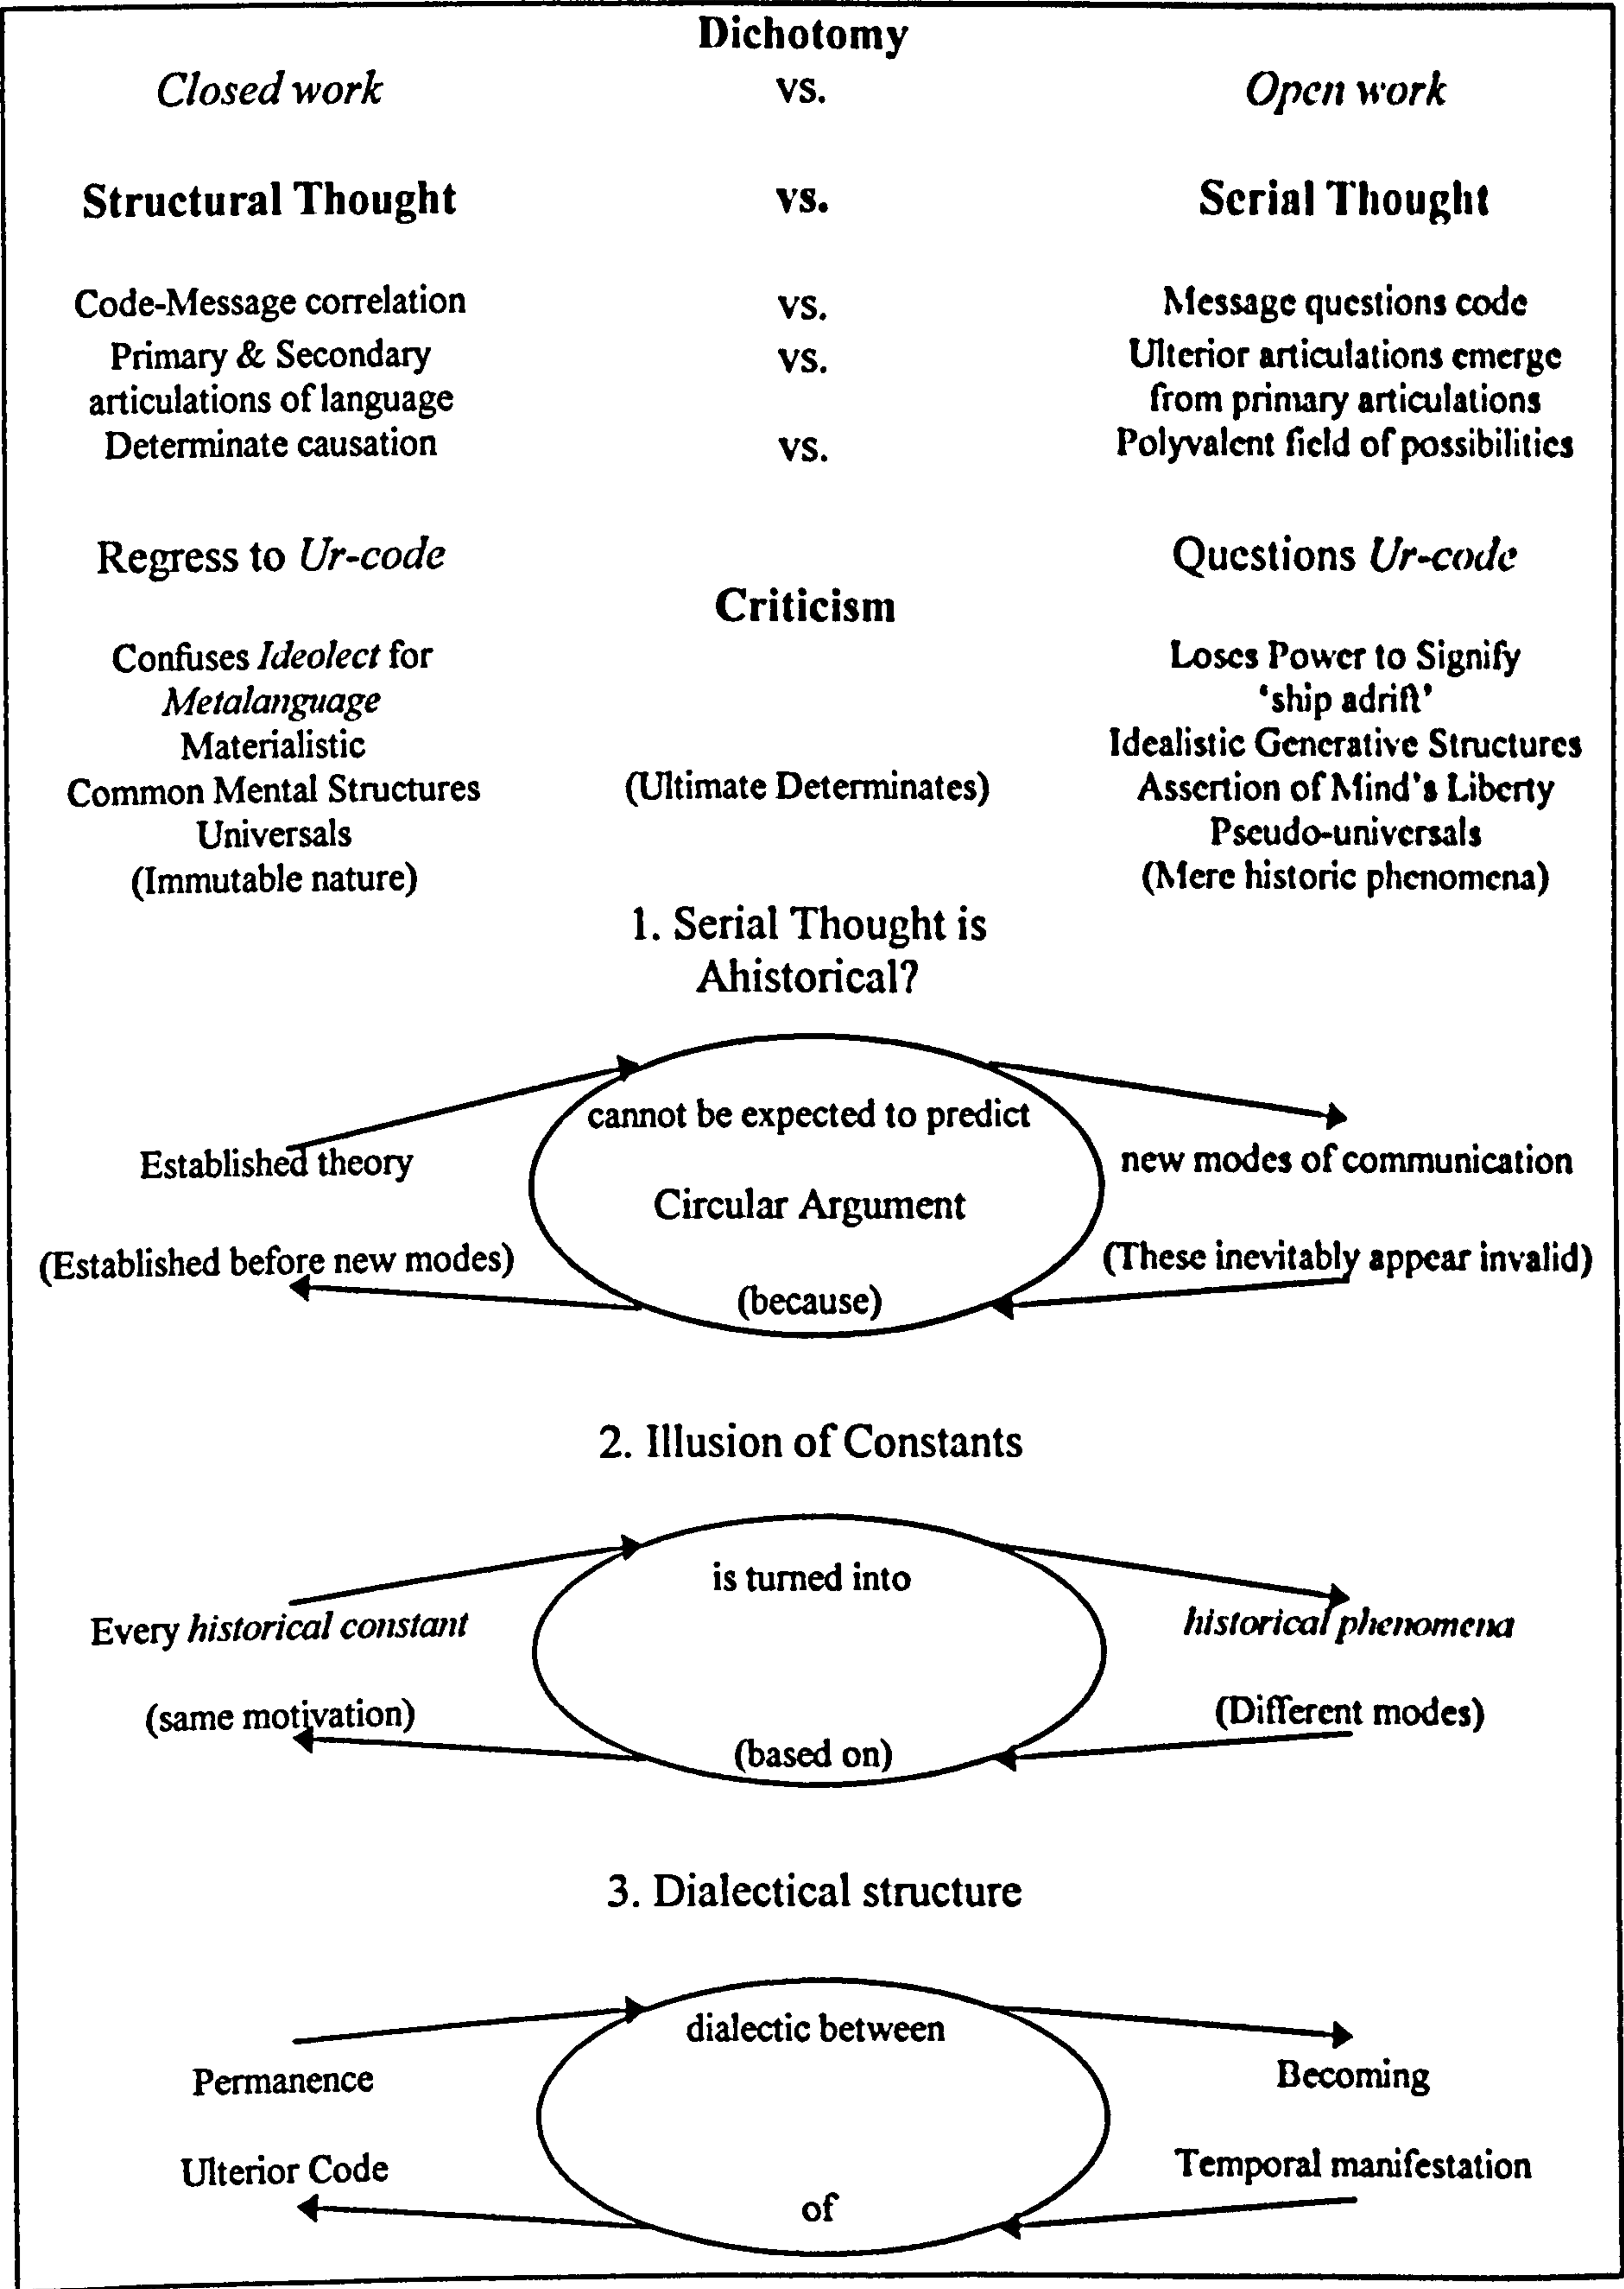 Dichotomy
Closed work vs. Open work
Structural Thought vs. Serial Thought
Code-Message correlation vs. Message questions code
Primary & Secondary vs. Ulterior articulations emerge
articulations of language from primary articulations
Determinate causation vs. Polyvalent field of possibilities
Regress to Ur-code Questions Ur-code
Criticism
Confuses Ideolect for Loses Power to Signify
Metalanguage 'ship adrift'
Materialistic Idealistic Generative Structures
Common Mental Structures (Ultimate Determinates) Assertion of Mind's Liberty
Universals Pseudo-universals
(Immutable nature) (Mere historic phenomena)
1. Serial Thought is
Ahistorical?
cannot be expected to predict
Established theory new modes of communication
Circular Argument
(Established before new modes) (These inevitably appear invalid)
(because)
2. Illusion of Constants
is turned into
Every historical constant historical phenomena
(same motivation) (Different modes)
(based on)
3. Dialectical structure
dialectic between
Permanence Becoming
Ulterior Code Temporal manifestation
of